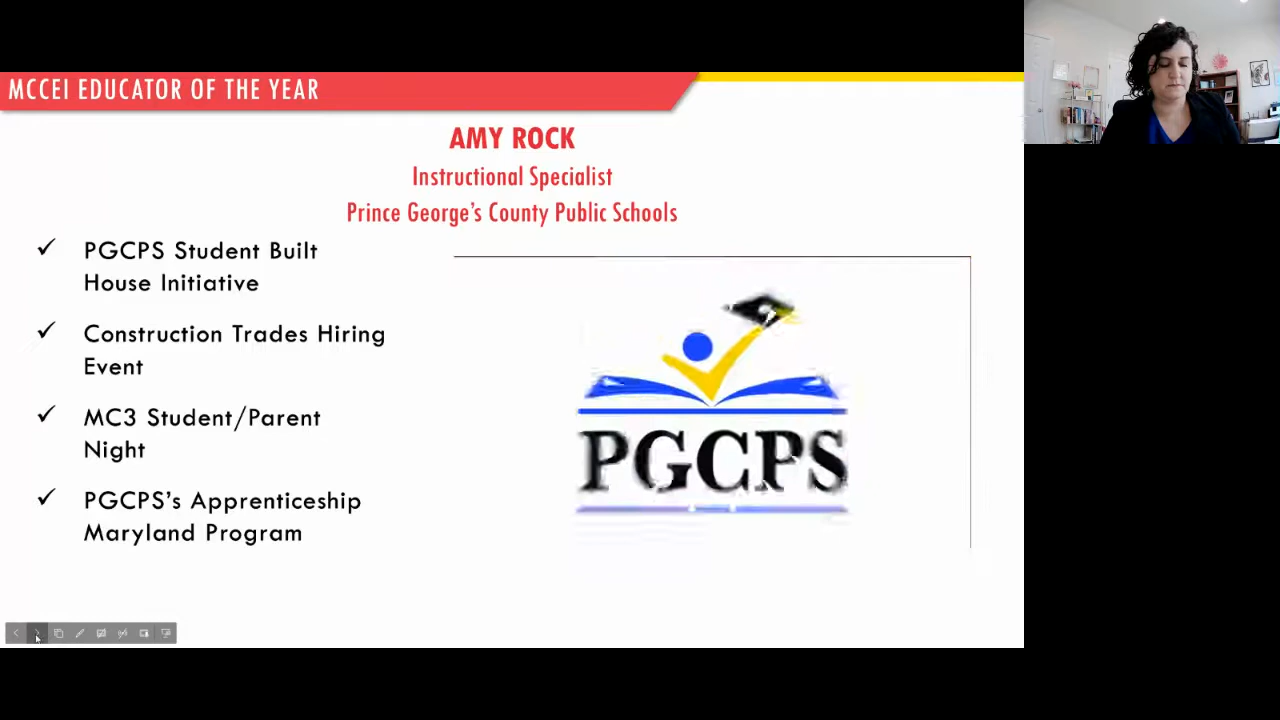 MCCEI EDUCATOR OF THE YEAR
AMY ROCK
Instructional Specialist
Prince George's County Public Schools
✓ PGCPS Student Built
House Initiative
✓ Construction Trades Hiring
Event
✓ MC3 Student/Parent
Night
✓ PGCPS's Apprenticeship
Maryland Program
PGCPS